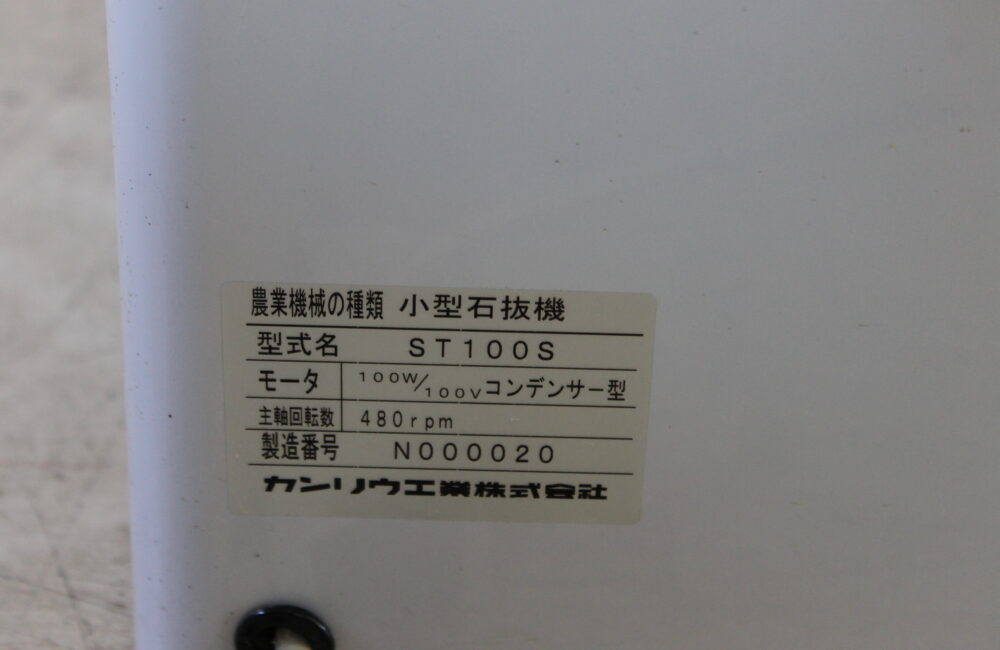 農業機械の種類 小型石抜機
型式名 ST100S
モータ 100W/100Vコンデンサー型
主軸回転数 480rpm
製造番号 N000020
カンリウ工業株式会社